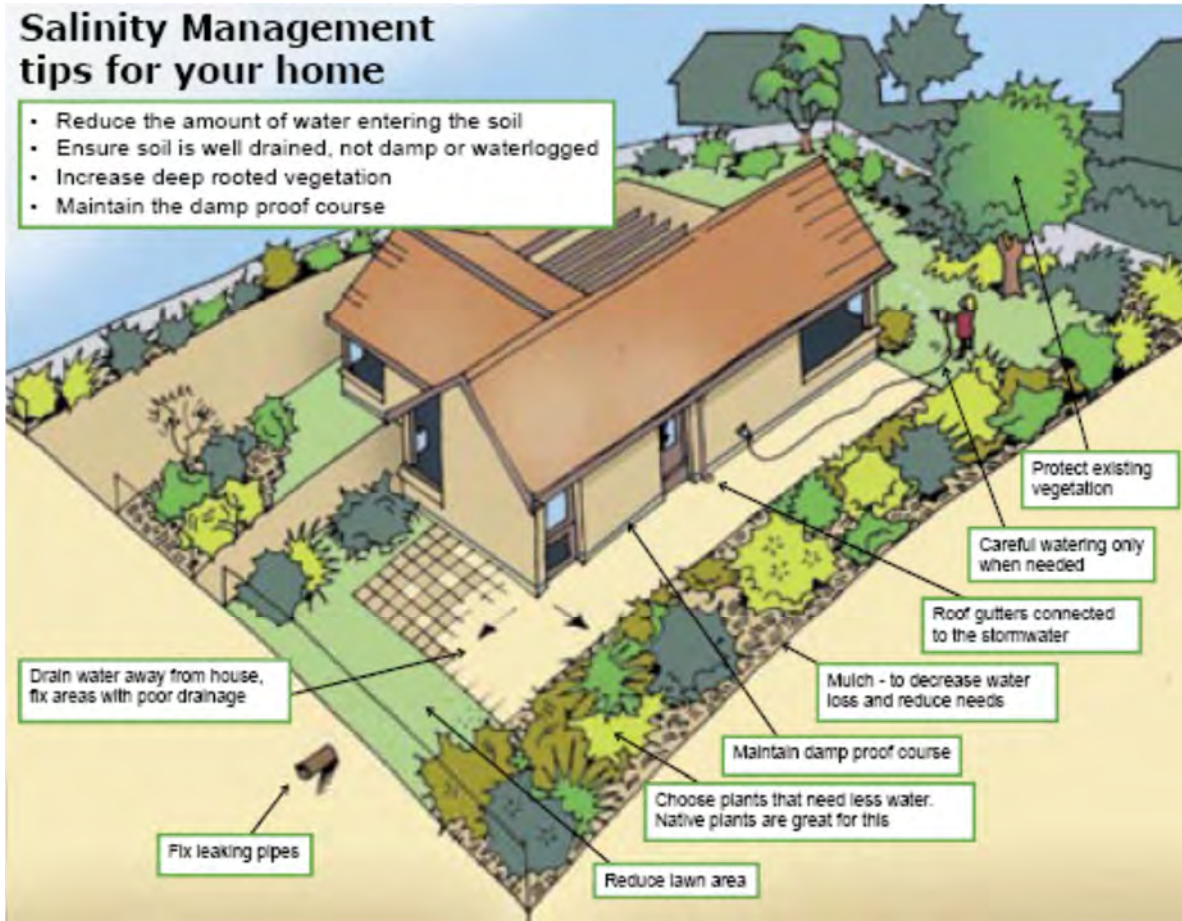 Salinity Management
tips for your home
• Reduce the amount of water entering the soil
• Ensure soil is well drained, not damp or waterlogged
• Increase deep rooted vegetation
• Maintain the damp proof course
Protect existing
vegetation
Careful watering only
when needed
Roof gutters connected
to the stormwater
Drain water away from house,
fix areas with poor drainage
Mulch - to decrease water
loss and reduce needs
Maintain damp proof course
Choose plants that need less water.
Native plants are great for this
Fix leaking pipes
Reduce lawn area